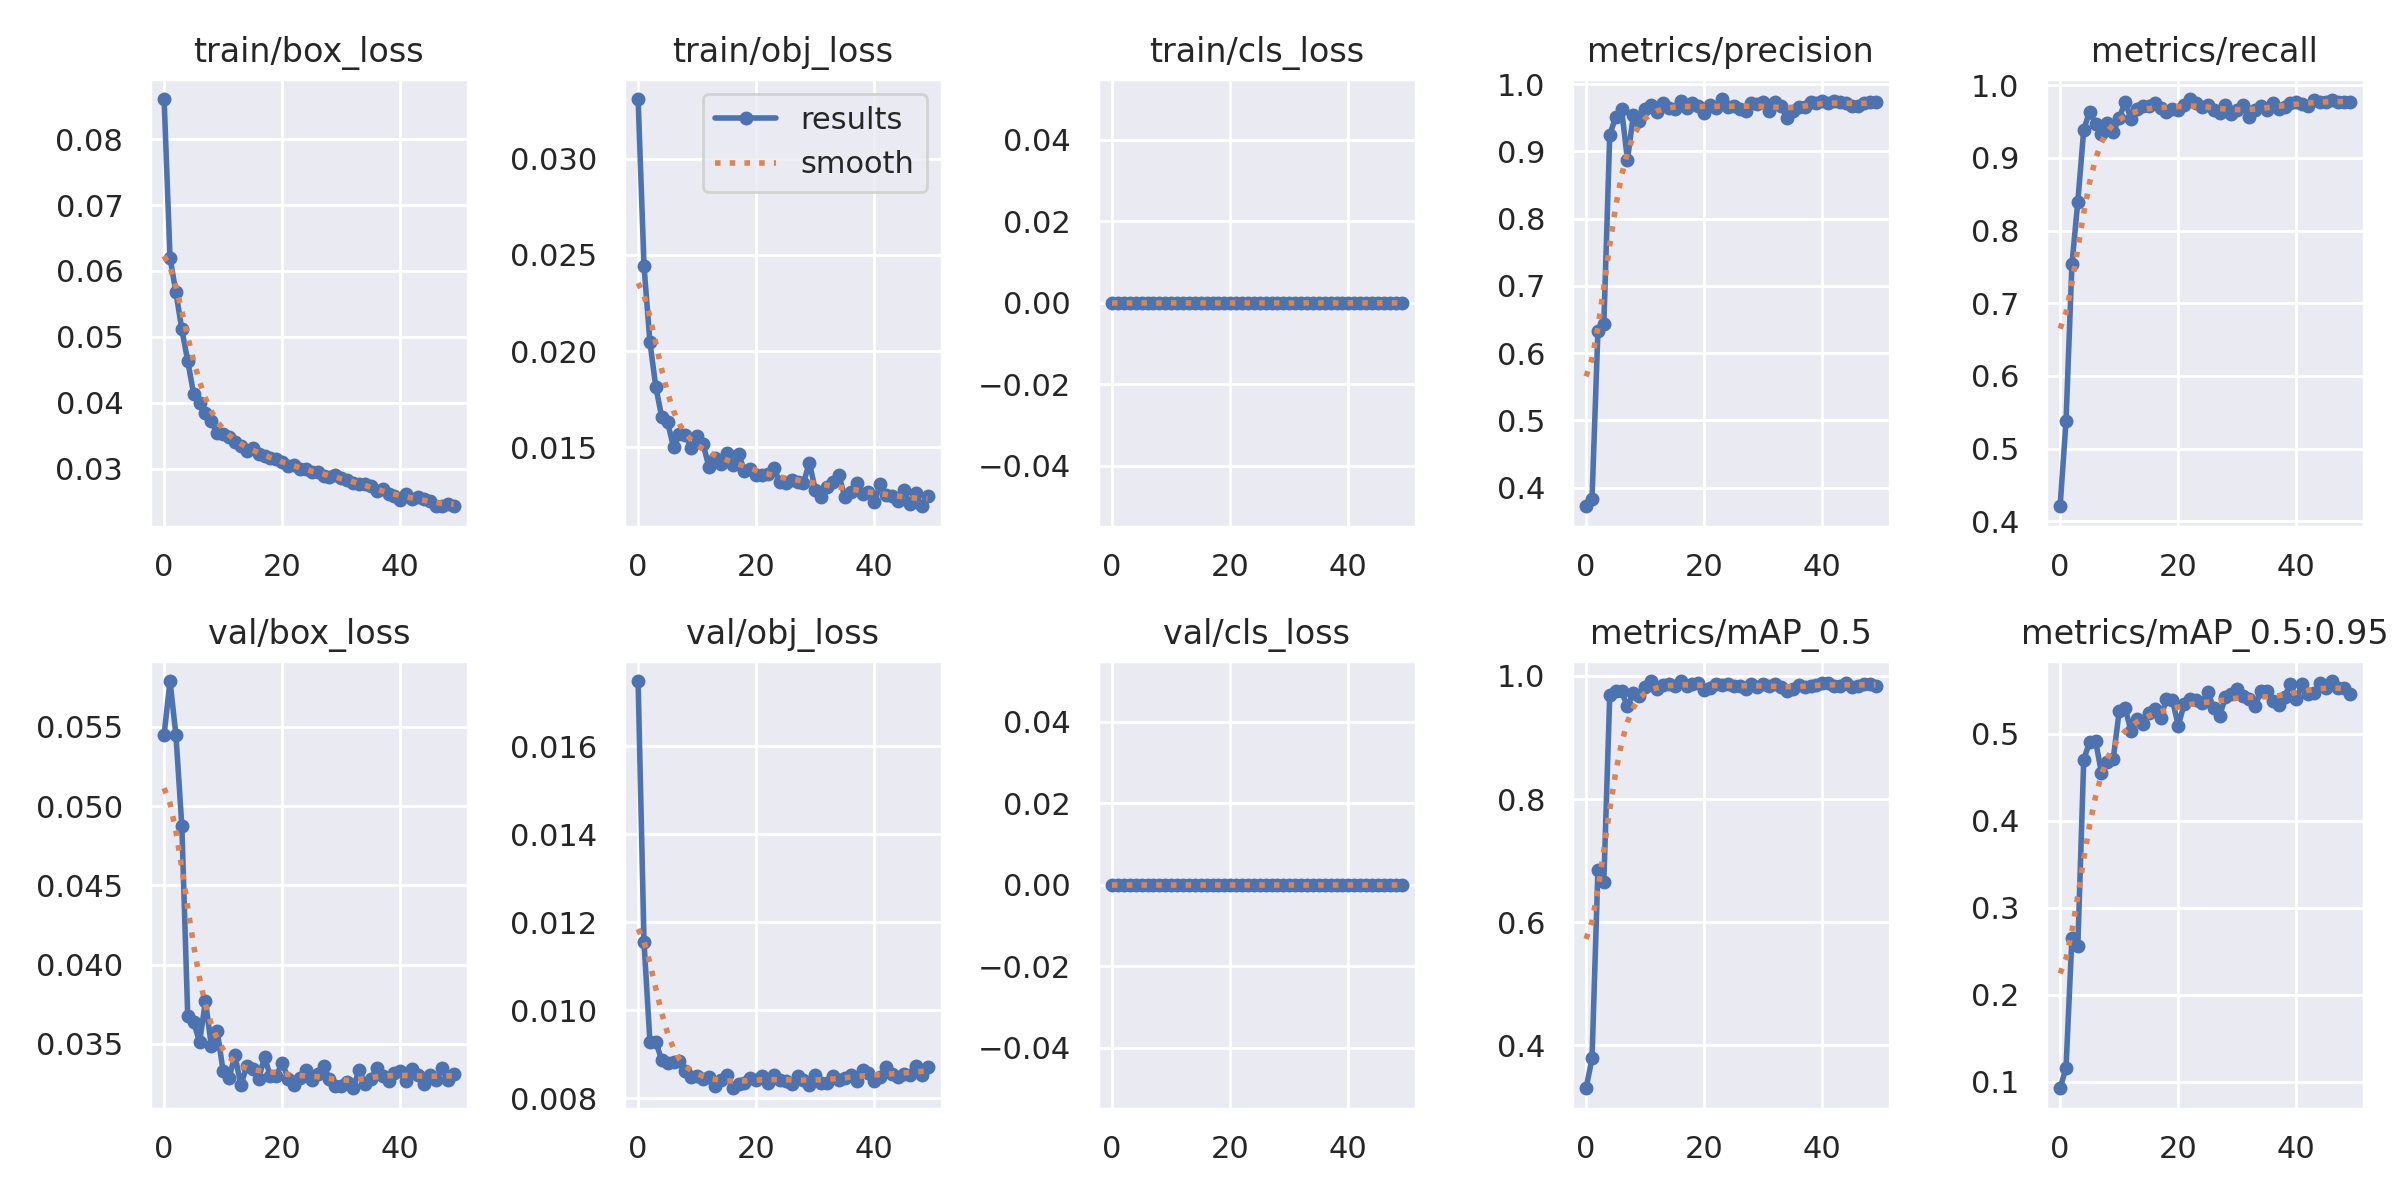 train/box_loss
0.08
0.07
0.06
0.05
0.04
0.03
0 20 40
train/obj_loss
results
smooth
0.030
0.025
0.020
0.015
0 20 40
train/cls_loss
0.04
0.02
0.00
−0.02
−0.04
0 20 40
metrics/precision
1.0
0.9
0.8
0.7
0.6
0.5
0.4
0 20 40
metrics/recall
1.0
0.9
0.8
0.7
0.6
0.5
0.4
0 20 40
val/box_loss
0.055
0.050
0.045
0.040
0.035
0 20 40
val/obj_loss
0.016
0.014
0.012
0.010
0.008
0 20 40
val/cls_loss
0.04
0.02
0.00
−0.02
−0.04
0 20 40
metrics/mAP_0.5
1.0
0.8
0.6
0.4
0 20 40
metrics/mAP_0.5:0.95
0.5
0.4
0.3
0.2
0.1
0 20 40